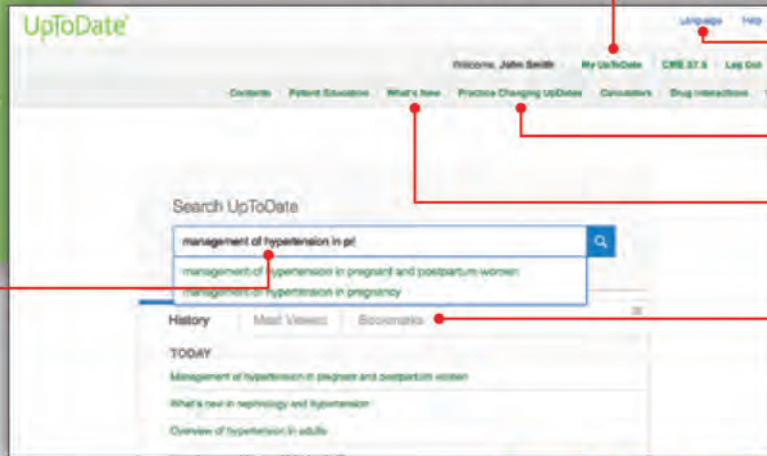 UpToDate®
Language Help
Welcome, John Smith My UpToDate CME 37.5 Log Out
Contents Patient Education What's New Practice Changing UpDates Calculators Drug Interactions
Search UpToDate
management of hypertension in pr
management of hypertension in pregnant and postpartum women
management of hypertension in pregnancy
History Most Viewed Bookmarks
TODAY
Management of hypertension in pregnant and postpartum women
What's new in nephrology and hypertension
Overview of hypertension in adults